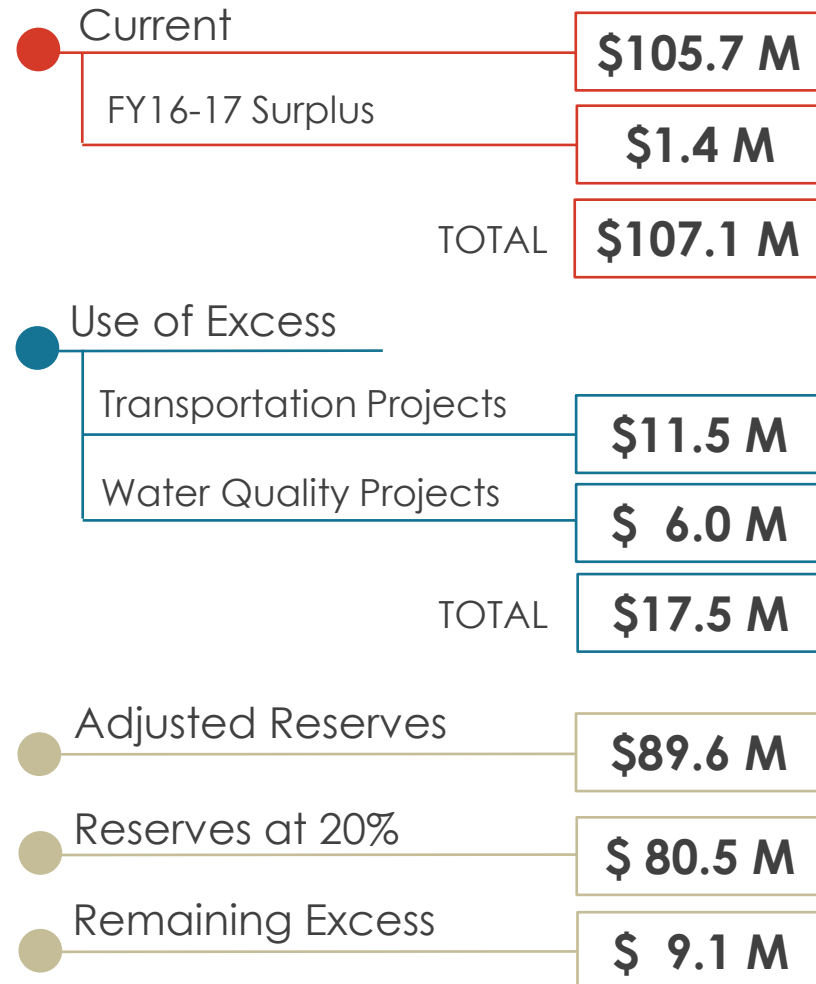 Current
$105.7 M
FY16-17 Surplus
$1.4 M
TOTAL $107.1 M
Use of Excess
Transportation Projects
$11.5 M
Water Quality Projects
$ 6.0 M
TOTAL $17.5 M
Adjusted Reserves
$89.6 M
Reserves at 20%
$ 80.5 M
Remaining Excess
$ 9.1 M